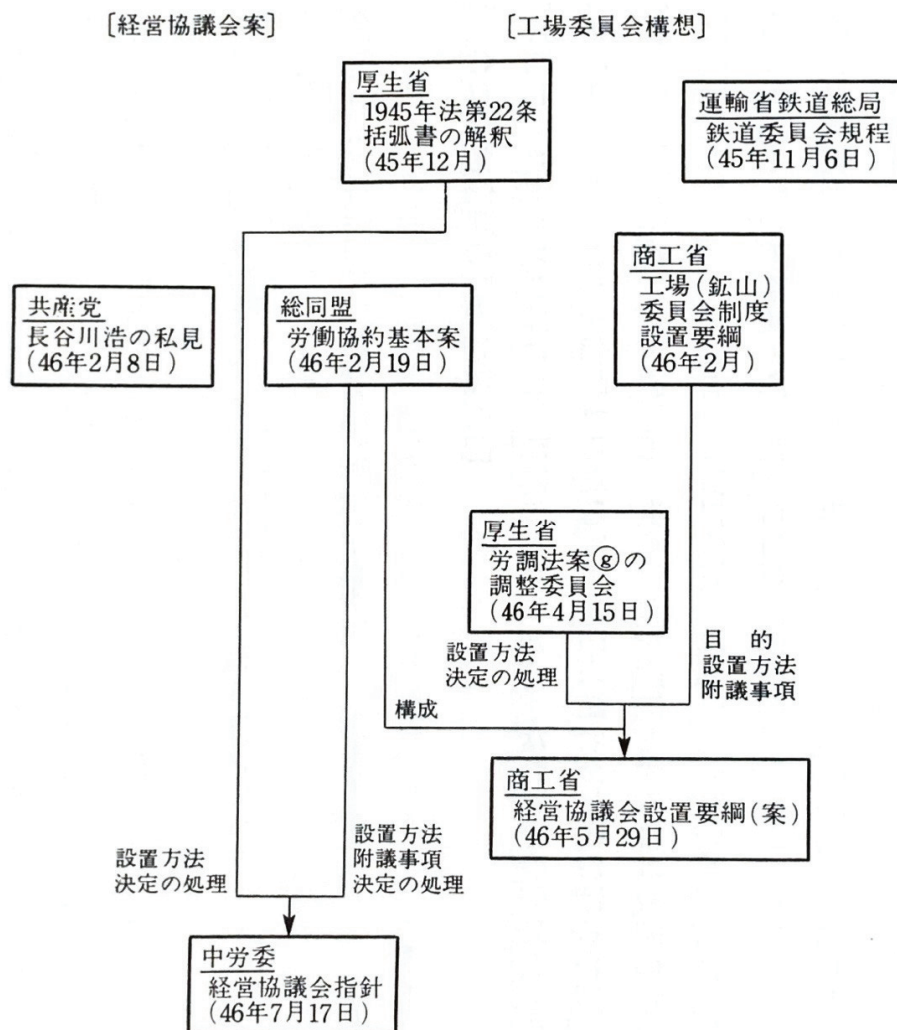 [経営協議会案]
[工場委員会構想]
厚生省
1945年法第22条
括弧書の解釈
(45年12月)
運輸省鉄道総局
鉄道委員会規程
(45年11月6日)
共産党
長谷川浩の私見
(46年2月8日)
総同盟
労働協約基本案
(46年2月19日)
商工省
工場(鉱山)
委員会制度
設置要綱
(46年2月)
厚生省
労調法案ⓖの
調整委員会
(46年4月15日)
設置方法
決定の処理
目 的
設置方法
附議事項
構成
商工省
経営協議会設置要綱(案)
(46年5月29日)
設置方法
決定の処理
設置方法
附議事項
決定の処理
中労委
経営協議会指針
(46年7月17日)